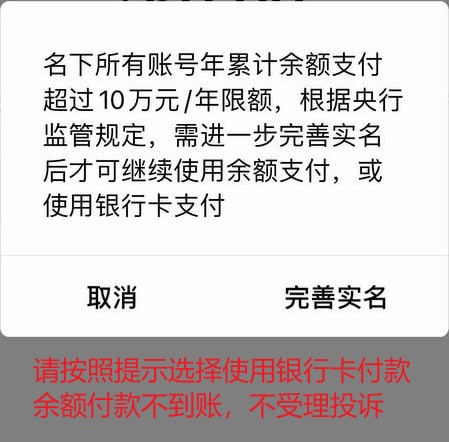 名下所有账号年累计余额支付
超过10万元/年限额，根据央行
监管规定，需进一步完善实名
后才可继续使用余额支付，或
使用银行卡支付
取消 完善实名
请按照提示选择使用银行卡付款
余额付款不到账，不受理投诉